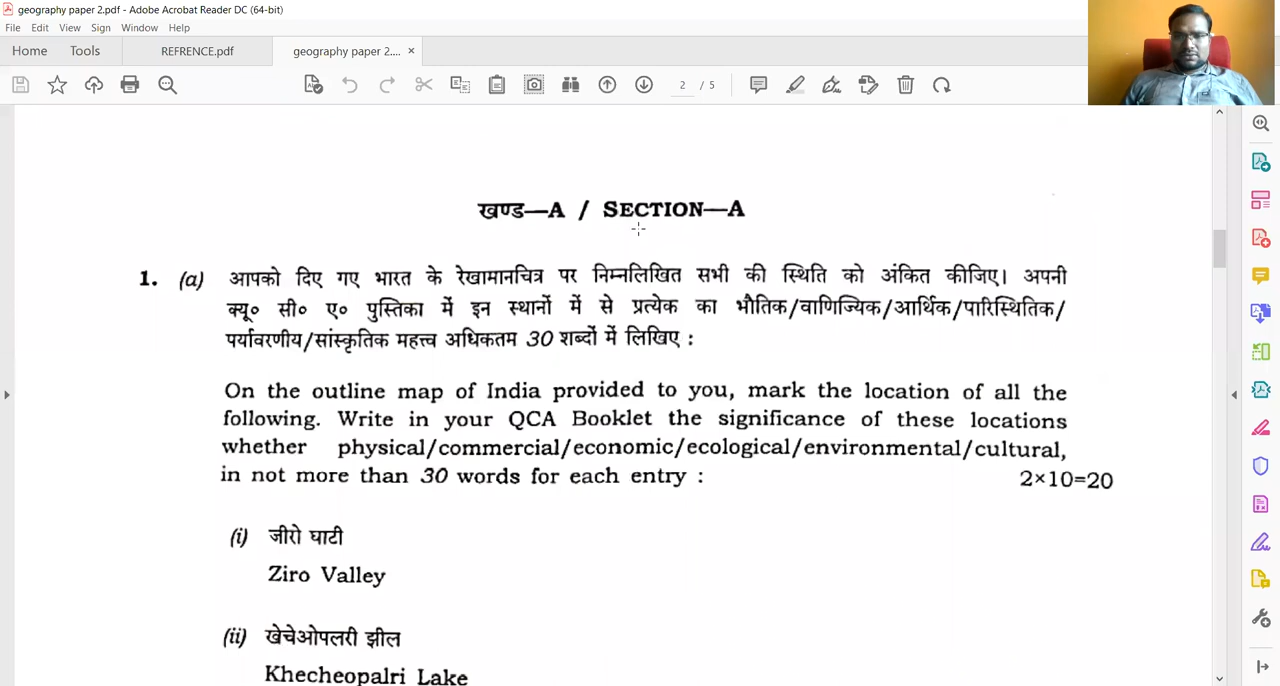 geography paper 2.pdf - Adobe Acrobat Reader DC (64-bit)
File Edit View Sign Window Help
Home Tools REFRENCE.pdf geography paper 2.... ×
2 / 5
खण्ड—A / SECTION—A
1. (a) आपको दिए गए भारत के रेखामानचित्र पर निम्नलिखित सभी की स्थिति को अंकित कीजिए। अपनी
क्यू० सी० ए० पुस्तिका में इन स्थानों में से प्रत्येक का भौतिक/वाणिज्यिक/आर्थिक/पारिस्थितिक/
पर्यावरणीय/सांस्कृतिक महत्त्व अधिकतम 30 शब्दों में लिखिए :
On the outline map of India provided to you, mark the location of all the
following. Write in your QCA Booklet the significance of these locations
whether physical/commercial/economic/ecological/environmental/cultural,
in not more than 30 words for each entry : 2×10=20
(i) जीरो घाटी
Ziro Valley
(ii) खेचेओपलरी झील
Khecheopalri Lake